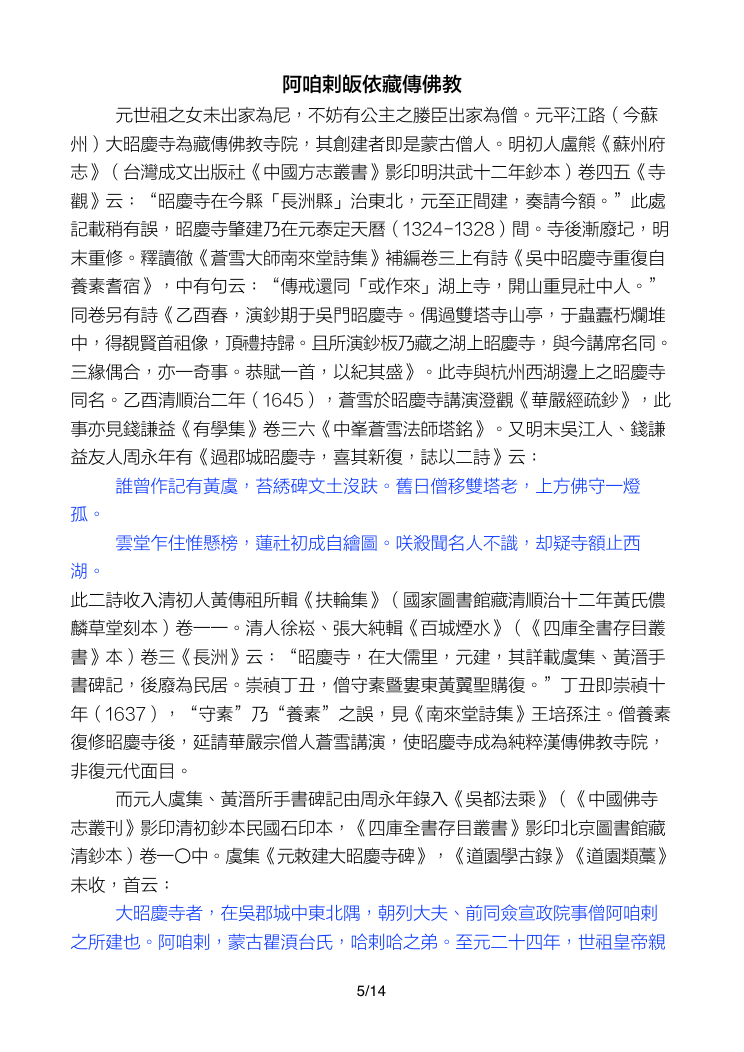 阿咱剌皈依藏傳佛教
元世祖之女未出家為尼，不妨有公主之媵臣出家為僧。元平江路（今蘇
州）大昭慶寺為藏傳佛教寺院，其創建者即是蒙古僧人。明初人盧熊《蘇州府
志》（台灣成文出版社《中國方志叢書》影印明洪武十二年鈔本）卷四五《寺
觀》云：“昭慶寺在今縣「長洲縣」治東北，元至正間建，奏請今額。”此處
記載稍有誤，昭慶寺肇建乃在元泰定天曆（1324-1328）間。寺後漸廢圮，明
末重修。釋讀徹《蒼雪大師南來堂詩集》補編卷三上有詩《吳中昭慶寺重復自
養素耆宿》，中有句云：“傳戒還同「或作來」湖上寺，開山重見社中人。”
同卷另有詩《乙酉春，演鈔期于吳門昭慶寺。偶過雙塔寺山亭，于蟲蠹朽爛堆
中，得覩賢首祖像，頂禮持歸。且所演鈔板乃藏之湖上昭慶寺，與今講席名同。
三緣偶合，亦一奇事。恭賦一首，以紀其盛》。此寺與杭州西湖邊上之昭慶寺
同名。乙酉清順治二年（1645），蒼雪於昭慶寺講演澄觀《華嚴經疏鈔》，此
事亦見錢謙益《有學集》卷三六《中峯蒼雪法師塔銘》。又明末吳江人、錢謙
益友人周永年有《過郡城昭慶寺，喜其新復，誌以二詩》云：
誰曾作記有黃虞，苔綉碑文土沒趺。舊日僧移雙塔老，上方佛守一燈
孤。
雲堂乍住惟懸榜，蓮社初成自繪圖。咲殺聞名人不識，却疑寺額止西
湖。
此二詩收入清初人黃傳祖所輯《扶輪集》（國家圖書館藏清順治十二年黃氏儂
麟草堂刻本）卷一一。清人徐崧、張大純輯《百城煙水》（《四庫全書存目叢
書》本）卷三《長洲》云：“昭慶寺，在大儒里，元建，其詳載虞集、黃溍手
書碑記，後廢為民居。崇禎丁丑，僧守素暨婁東黃翼聖購復。”丁丑即崇禎十
年（1637），“守素”乃“養素”之誤，見《南來堂詩集》王培孫注。僧養素
復修昭慶寺後，延請華嚴宗僧人蒼雪講演，使昭慶寺成為純粹漢傳佛教寺院，
非復元代面目。
而元人虞集、黃溍所手書碑記由周永年錄入《吳都法乘》（《中國佛寺
志叢刊》影印清初鈔本民國石印本，《四庫全書存目叢書》影印北京圖書館藏
清鈔本）卷一〇中。虞集《元敕建大昭慶寺碑》，《道園學古錄》《道園類藁》
未收，首云：
大昭慶寺者，在吳郡城中東北隅，朝列大夫、前同僉宣政院事僧阿咱剌
之所建也。阿咱剌，蒙古瞿湞台氏，哈剌哈之弟。至元二十四年，世祖皇帝親
5/14